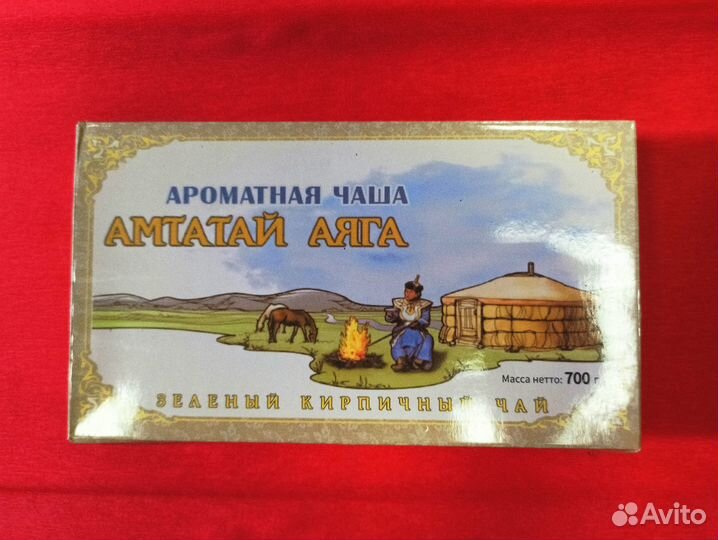 АРОМАТНАЯ ЧАША
АМТАТАЙ АЯГА
Масса нетто: 700 г
ЗЕЛЕНЫЙ КИРПИЧНЫЙ ЧАЙ
Avito